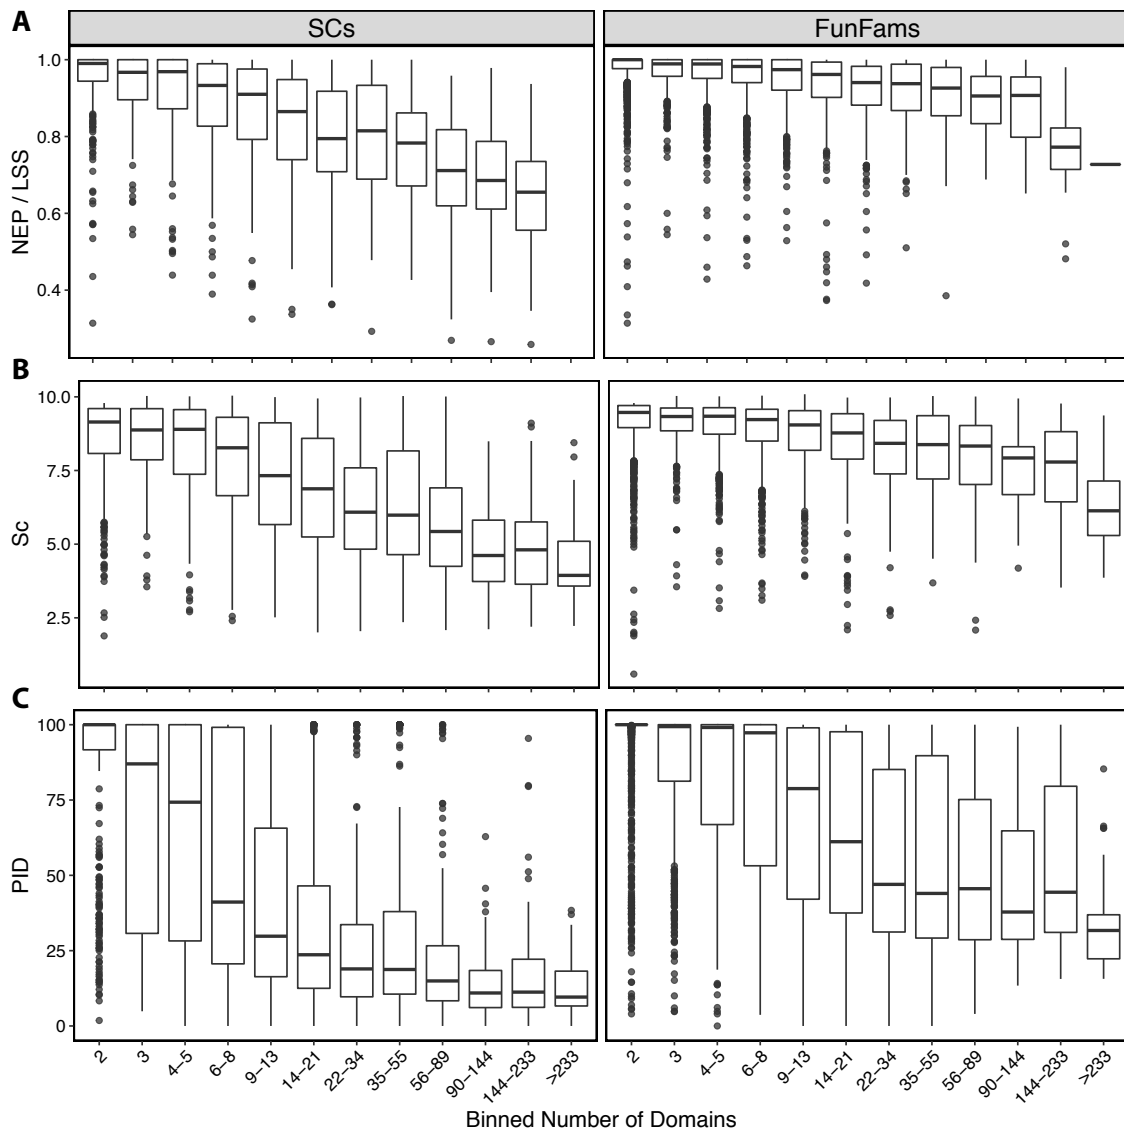 A
SCs
FunFams
NEP / LSS
1.0
0.8
0.6
0.4
B
Sc
10.0
7.5
5.0
2.5
C
PID
100
75
50
25
0
2 3 4−5 6−8 9−13 14−21 22−34 35−55 56−89 90−144 144−233 >233
2 3 4−5 6−8 9−13 14−21 22−34 35−55 56−89 90−144 144−233 >233
Binned Number of Domains